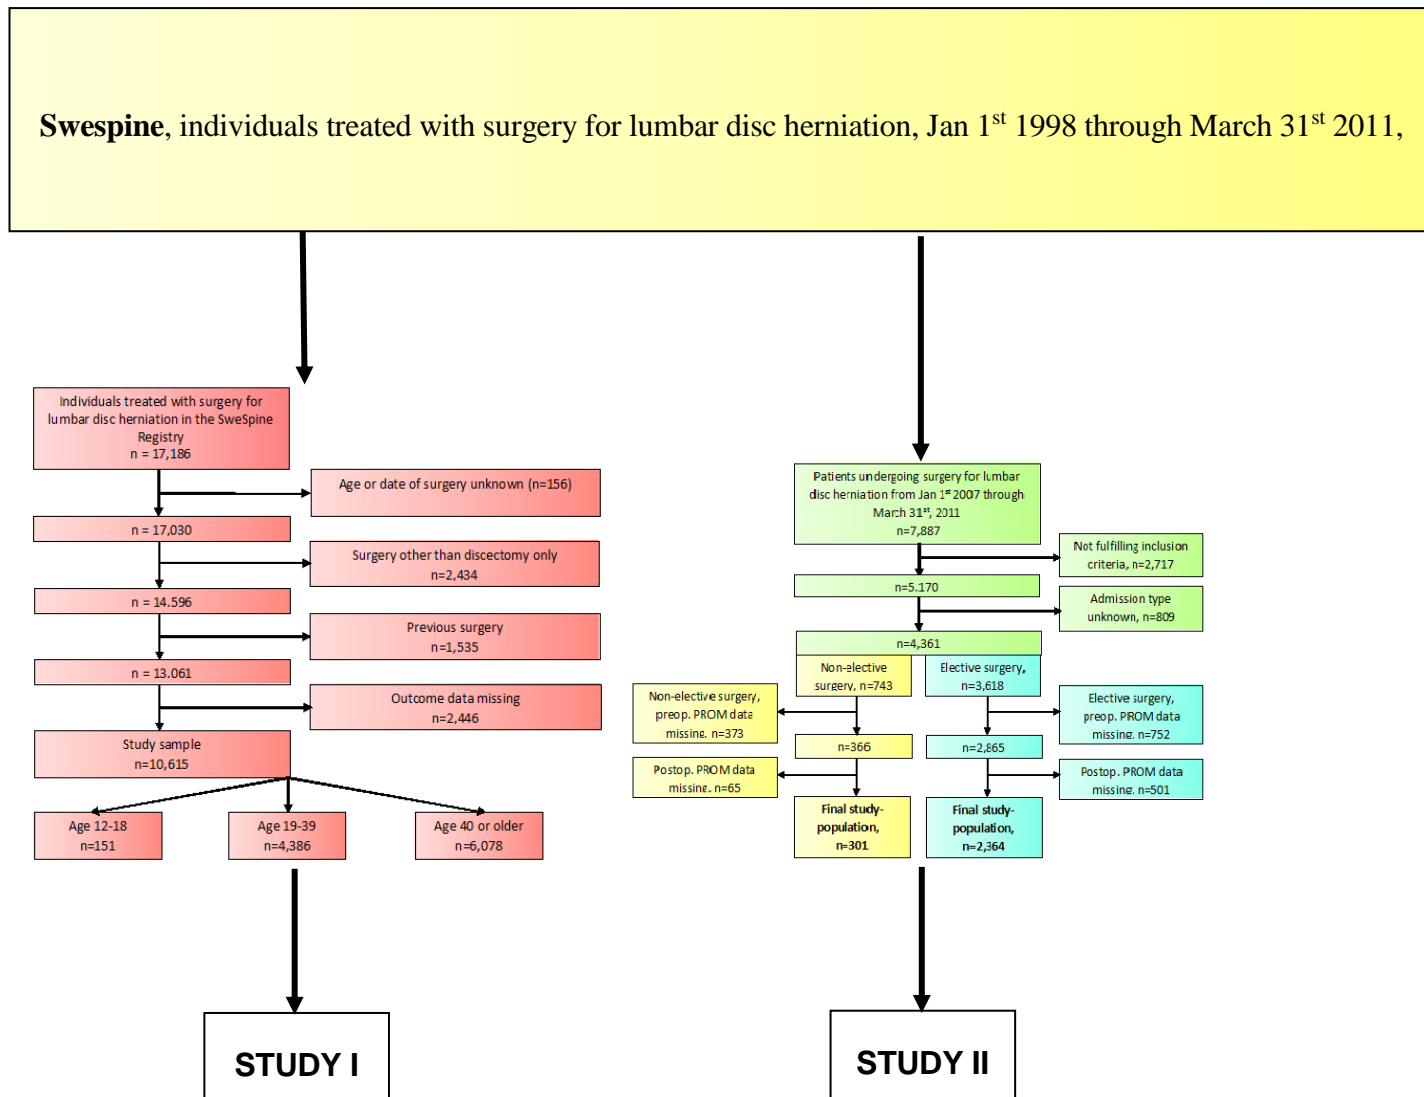 Swespine, individuals treated with surgery for lumbar disc herniation, Jan 1st 1998 through March 31st 2011,
Individuals treated with surgery for
lumbar disc herniation in the SweSpine
Registry
n = 17,186
Age or date of surgery unknown (n=156)
n = 17,030
Surgery other than discectomy only
n=2,434
n = 14.596
Previous surgery
n=1,535
n = 13.061
Outcome data missing
n=2,446
Study sample
n=10,615
Age 12-18
n=151
Age 19-39
n=4,386
Age 40 or older
n=6,078
STUDY I
Patients undergoing surgery for lumbar
disc herniation from Jan 1st 2007 through
March 31st, 2011
n=7,887
Not fulfilling inclusion
criteria, n=2,717
n=5.170
Admission type
unknown, n=809
n=4,361
Non-elective
surgery, n=743
Elective surgery,
n=3,618
Non-elective surgery,
preop. PROM data
missing, n=373
Elective surgery,
preop. PROM data
missing, n=752
n=366
n=2,865
Postop. PROM data
missing, n=65
Postop. PROM data
missing, n=501
Final study-
population,
n=301
Final study-
population,
n=2,364
STUDY II